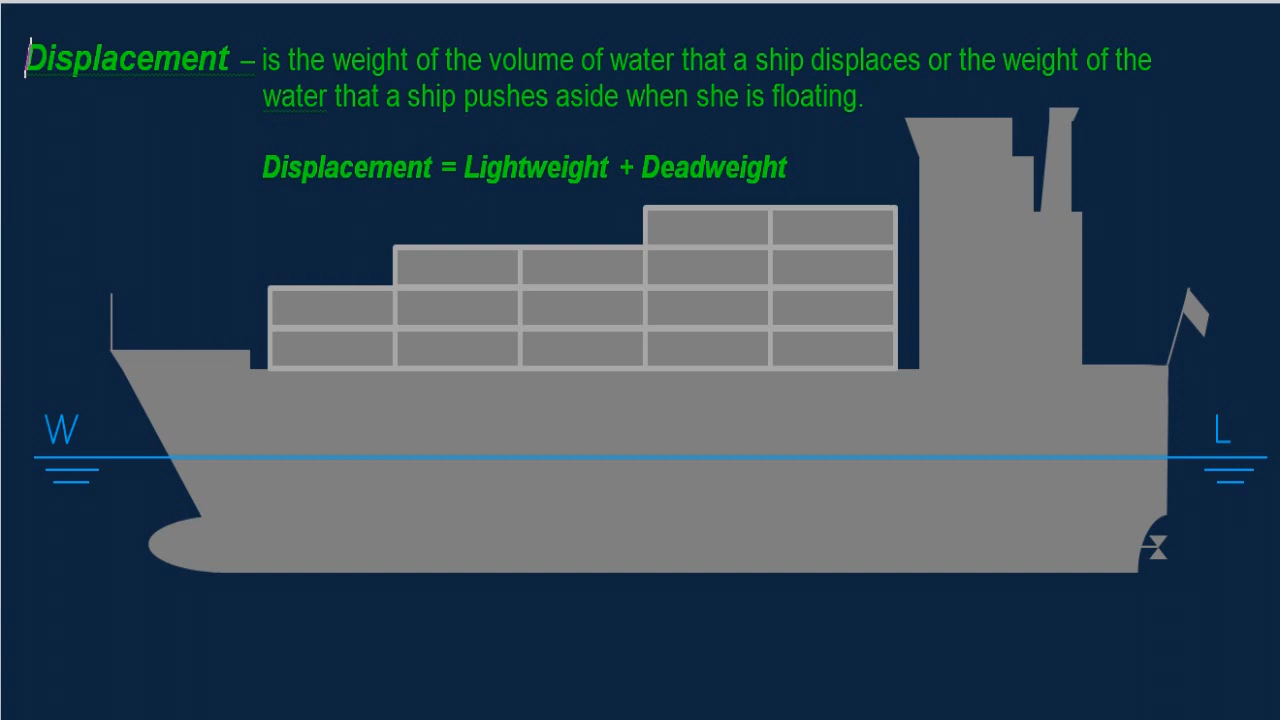 Displacement – is the weight of the volume of water that a ship displaces or the weight of the
water that a ship pushes aside when she is floating.
Displacement = Lightweight + Deadweight
W
L